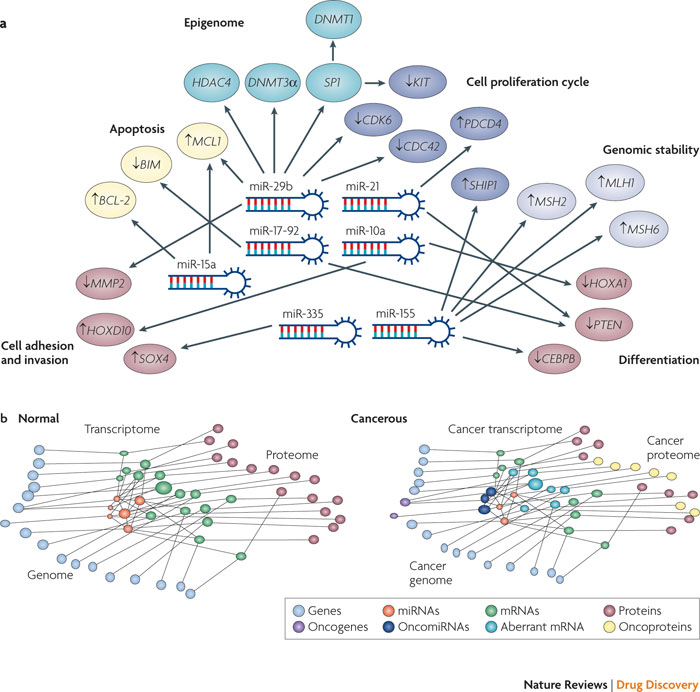 a
Epigenome
DNMT1
HDAC4
DNMT3α
SP1
↓KIT
Cell proliferation cycle
Apoptosis
↑MCL1
↓CDK6
↑PDCD4
↓CDC42
Genomic stability
↓BIM
miR-29b
miR-21
↑SHIP1
↑MSH2
↑MLH1
↑BCL-2
miR-17-92
miR-10a
↑MSH6
miR-15a
↓MMP2
↓HOXA1
↑HOXD10
miR-335
miR-155
↓PTEN
Cell adhesion
and invasion
↑SOX4
↓CEBPB
Differentiation
b Normal
Cancerous
Transcriptome
Cancer transcriptome
Proteome
Cancer
proteome
Genome
Cancer
genome
Genes
miRNAs
mRNAs
Proteins
Oncogenes
OncomiRNAs
Aberrant mRNA
Oncoproteins
Nature Reviews | Drug Discovery